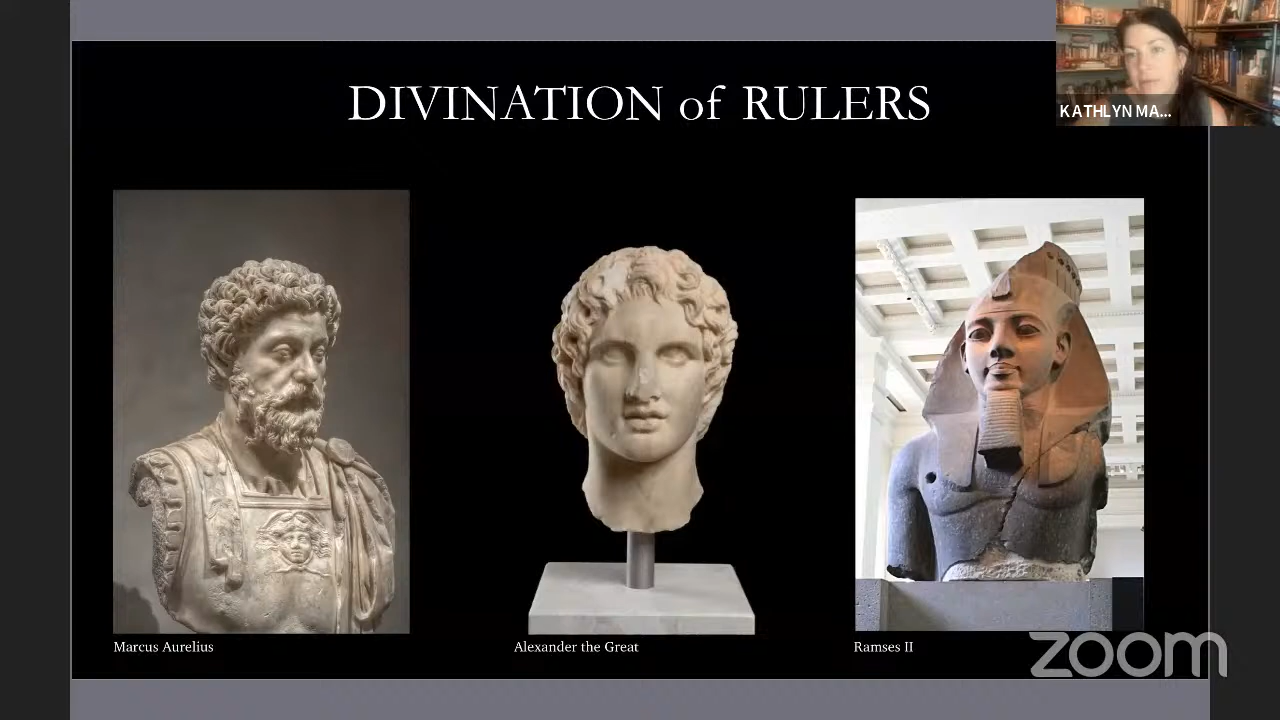 DIVINATION of RULERS
KATHLYN MA...
Marcus Aurelius
Alexander the Great
Ramses II
zoom